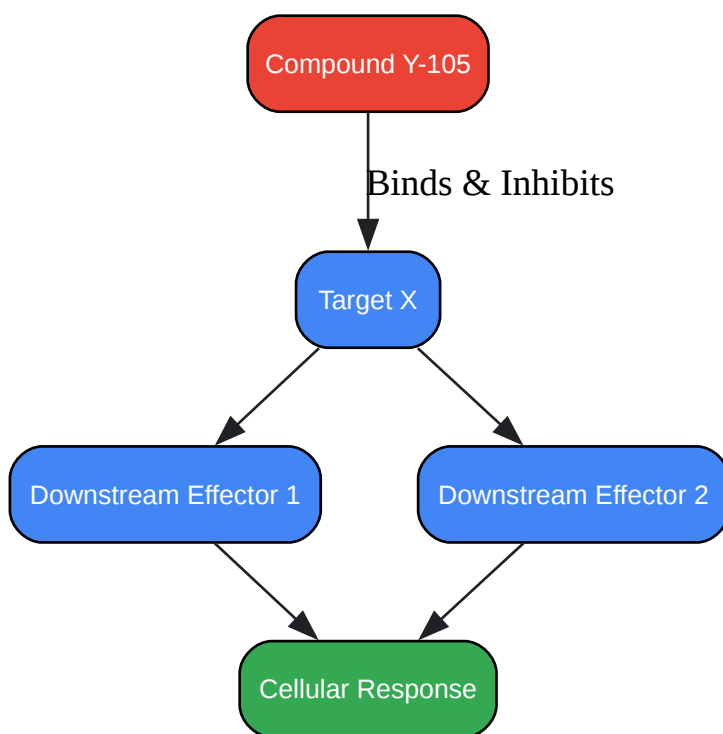 Compound Y-105
Binds & Inhibits
Target X
Downstream Effector 1
Downstream Effector 2
Cellular Response